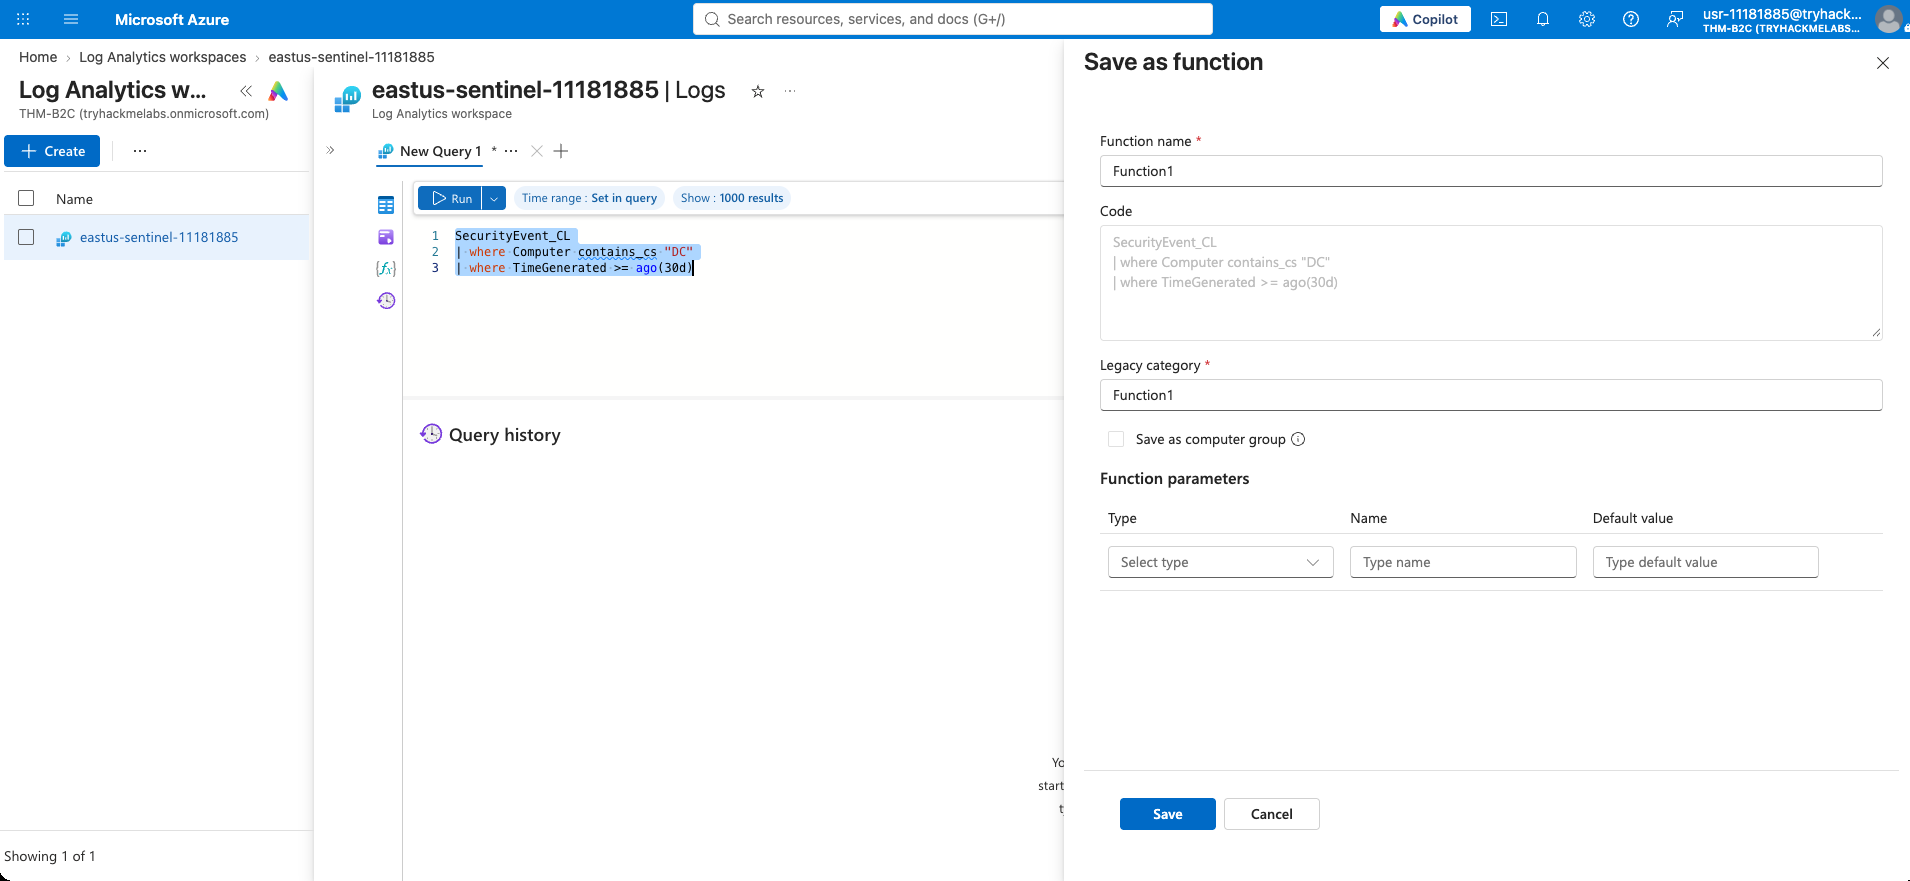 Microsoft Azure
Search resources, services, and docs (G+/)
Copilot
usr-11181885@tryhack...
THM-B2C (TRYHACKMELABS...
Home > Log Analytics workspaces > eastus-sentinel-11181885
Log Analytics w...
THM-B2C (tryhackmelabs.onmicrosoft.com)
Create
Name
eastus-sentinel-11181885
Showing 1 of 1
eastus-sentinel-11181885 | Logs
Log Analytics workspace
New Query 1 *
Run
Time range : Set in query
Show : 1000 results
1 SecurityEvent_CL
2 | where Computer contains_cs "DC"
3 | where TimeGenerated >= ago(30d)
Query history
Yo
start
Save as function
Function name *
Function1
Code
SecurityEvent_CL
| where Computer contains_cs "DC"
| where TimeGenerated >= ago(30d)
Legacy category *
Function1
Save as computer group
Function parameters
Type Name Default value
Select type Type name Type default value
Save Cancel